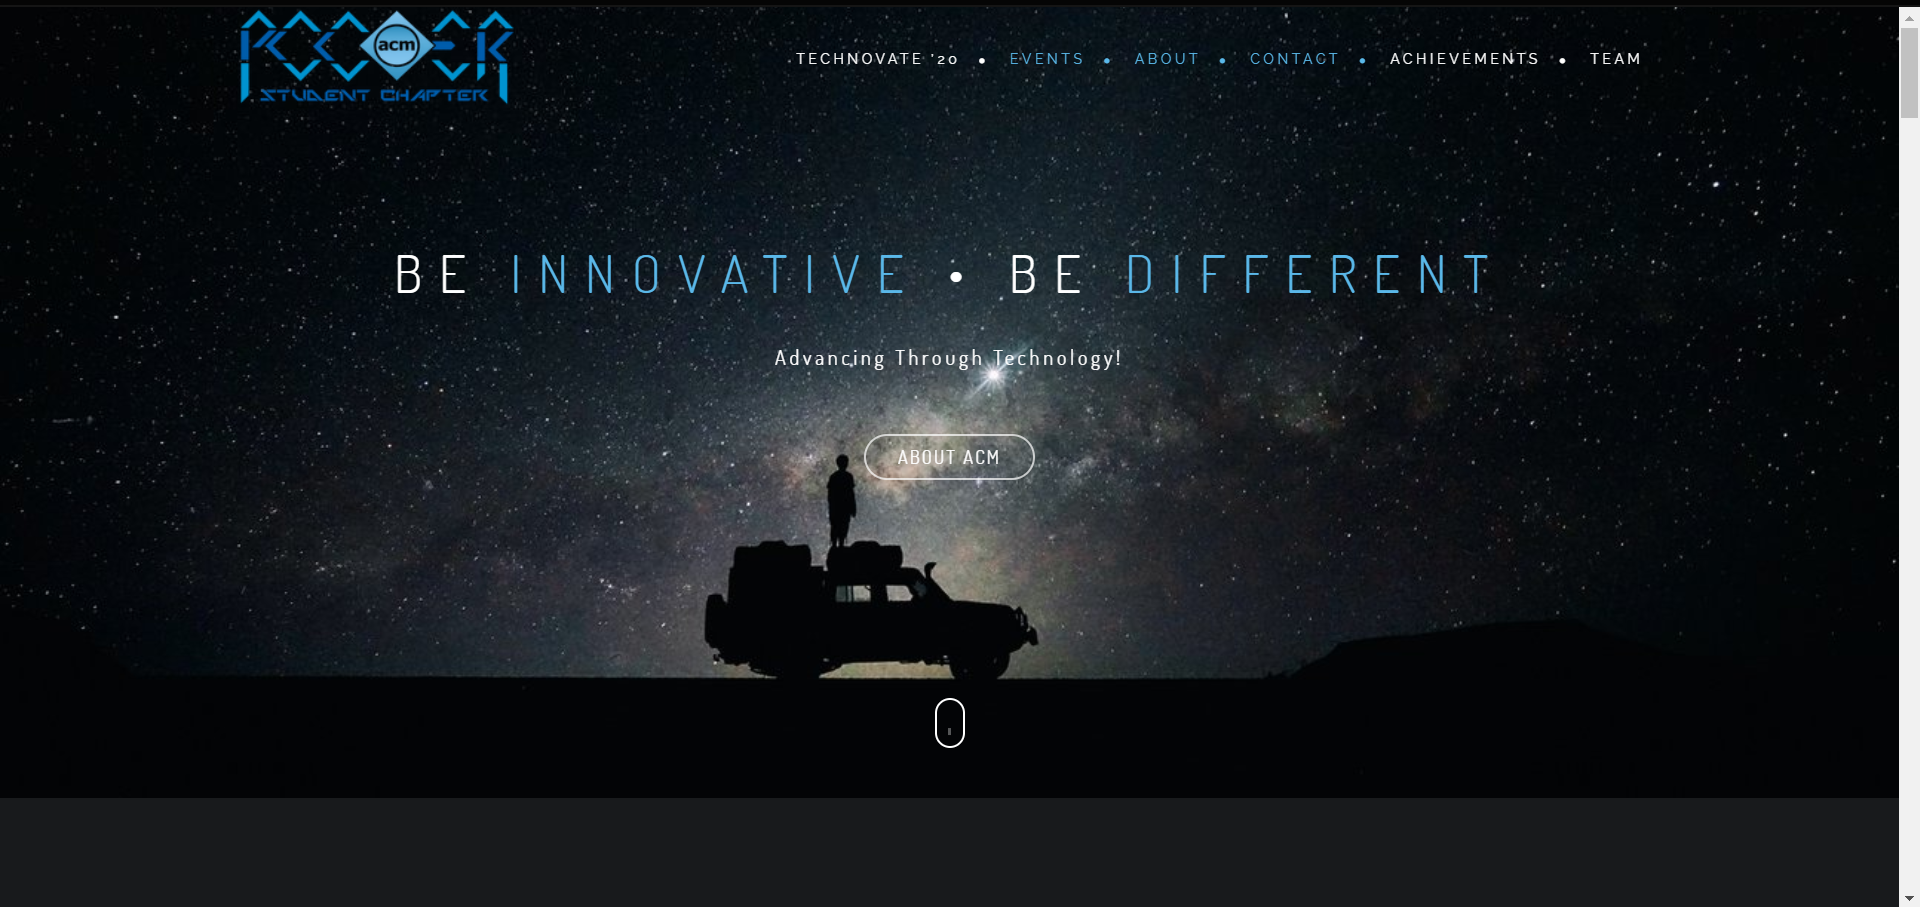 acm
STUDENT CHAPTER
TECHNOVATE '20 • EVENTS • ABOUT • CONTACT • ACHIEVEMENTS • TEAM
BE INNOVATIVE • BE DIFFERENT
Advancing Through Technology!
ABOUT ACM